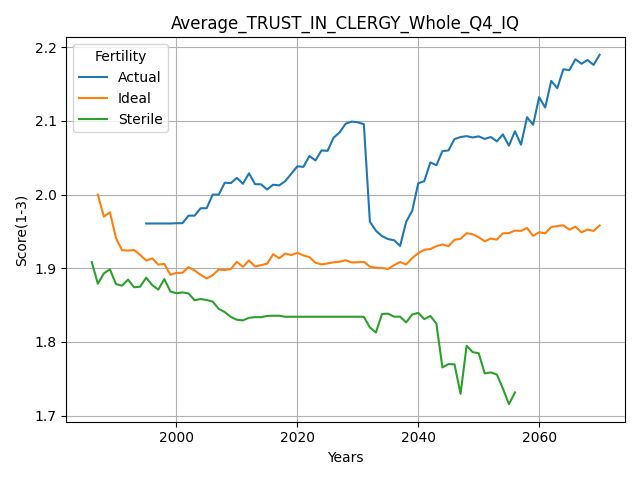 Average_TRUST_IN_CLERGY_Whole_Q4_IQ
Fertility
Actual
Ideal
Sterile
Score(1-3)
2.2
2.1
2.0
1.9
1.8
1.7
2000 2020 2040 2060
Years